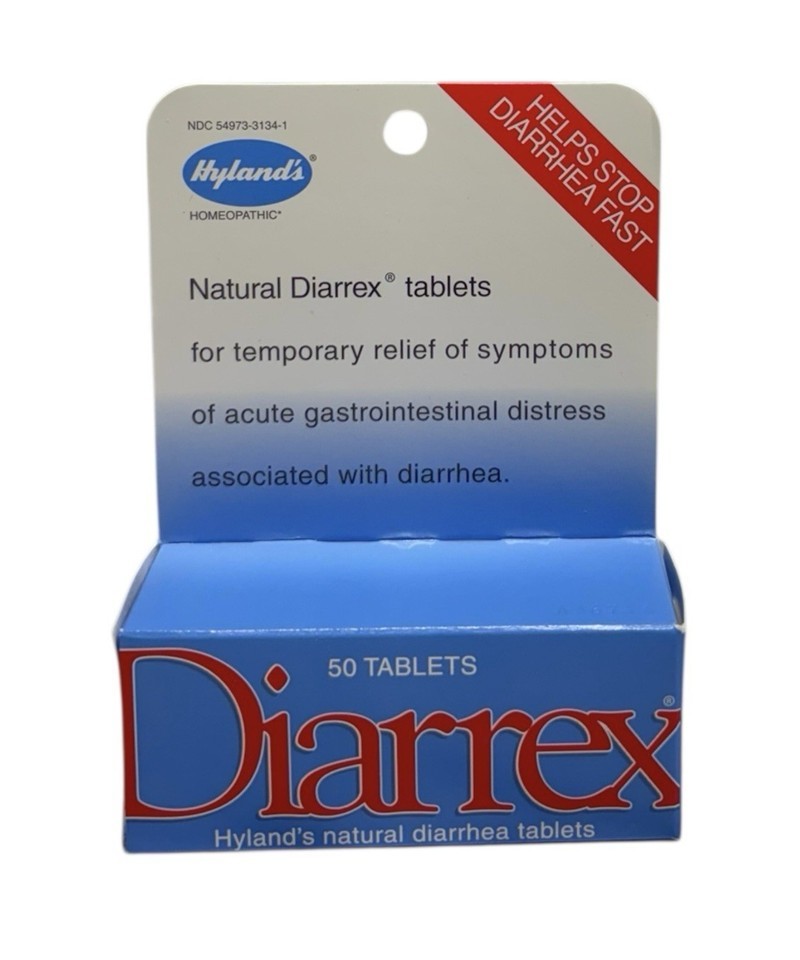 NDC 54973-3134-1
Hyland's®
HOMEOPATHIC*
HELPS STOP
DIARRHEA FAST
Natural Diarrex® tablets
for temporary relief of symptoms
of acute gastrointestinal distress
associated with diarrhea.
50 TABLETS
Diarrex®
Hyland's natural diarrhea tablets